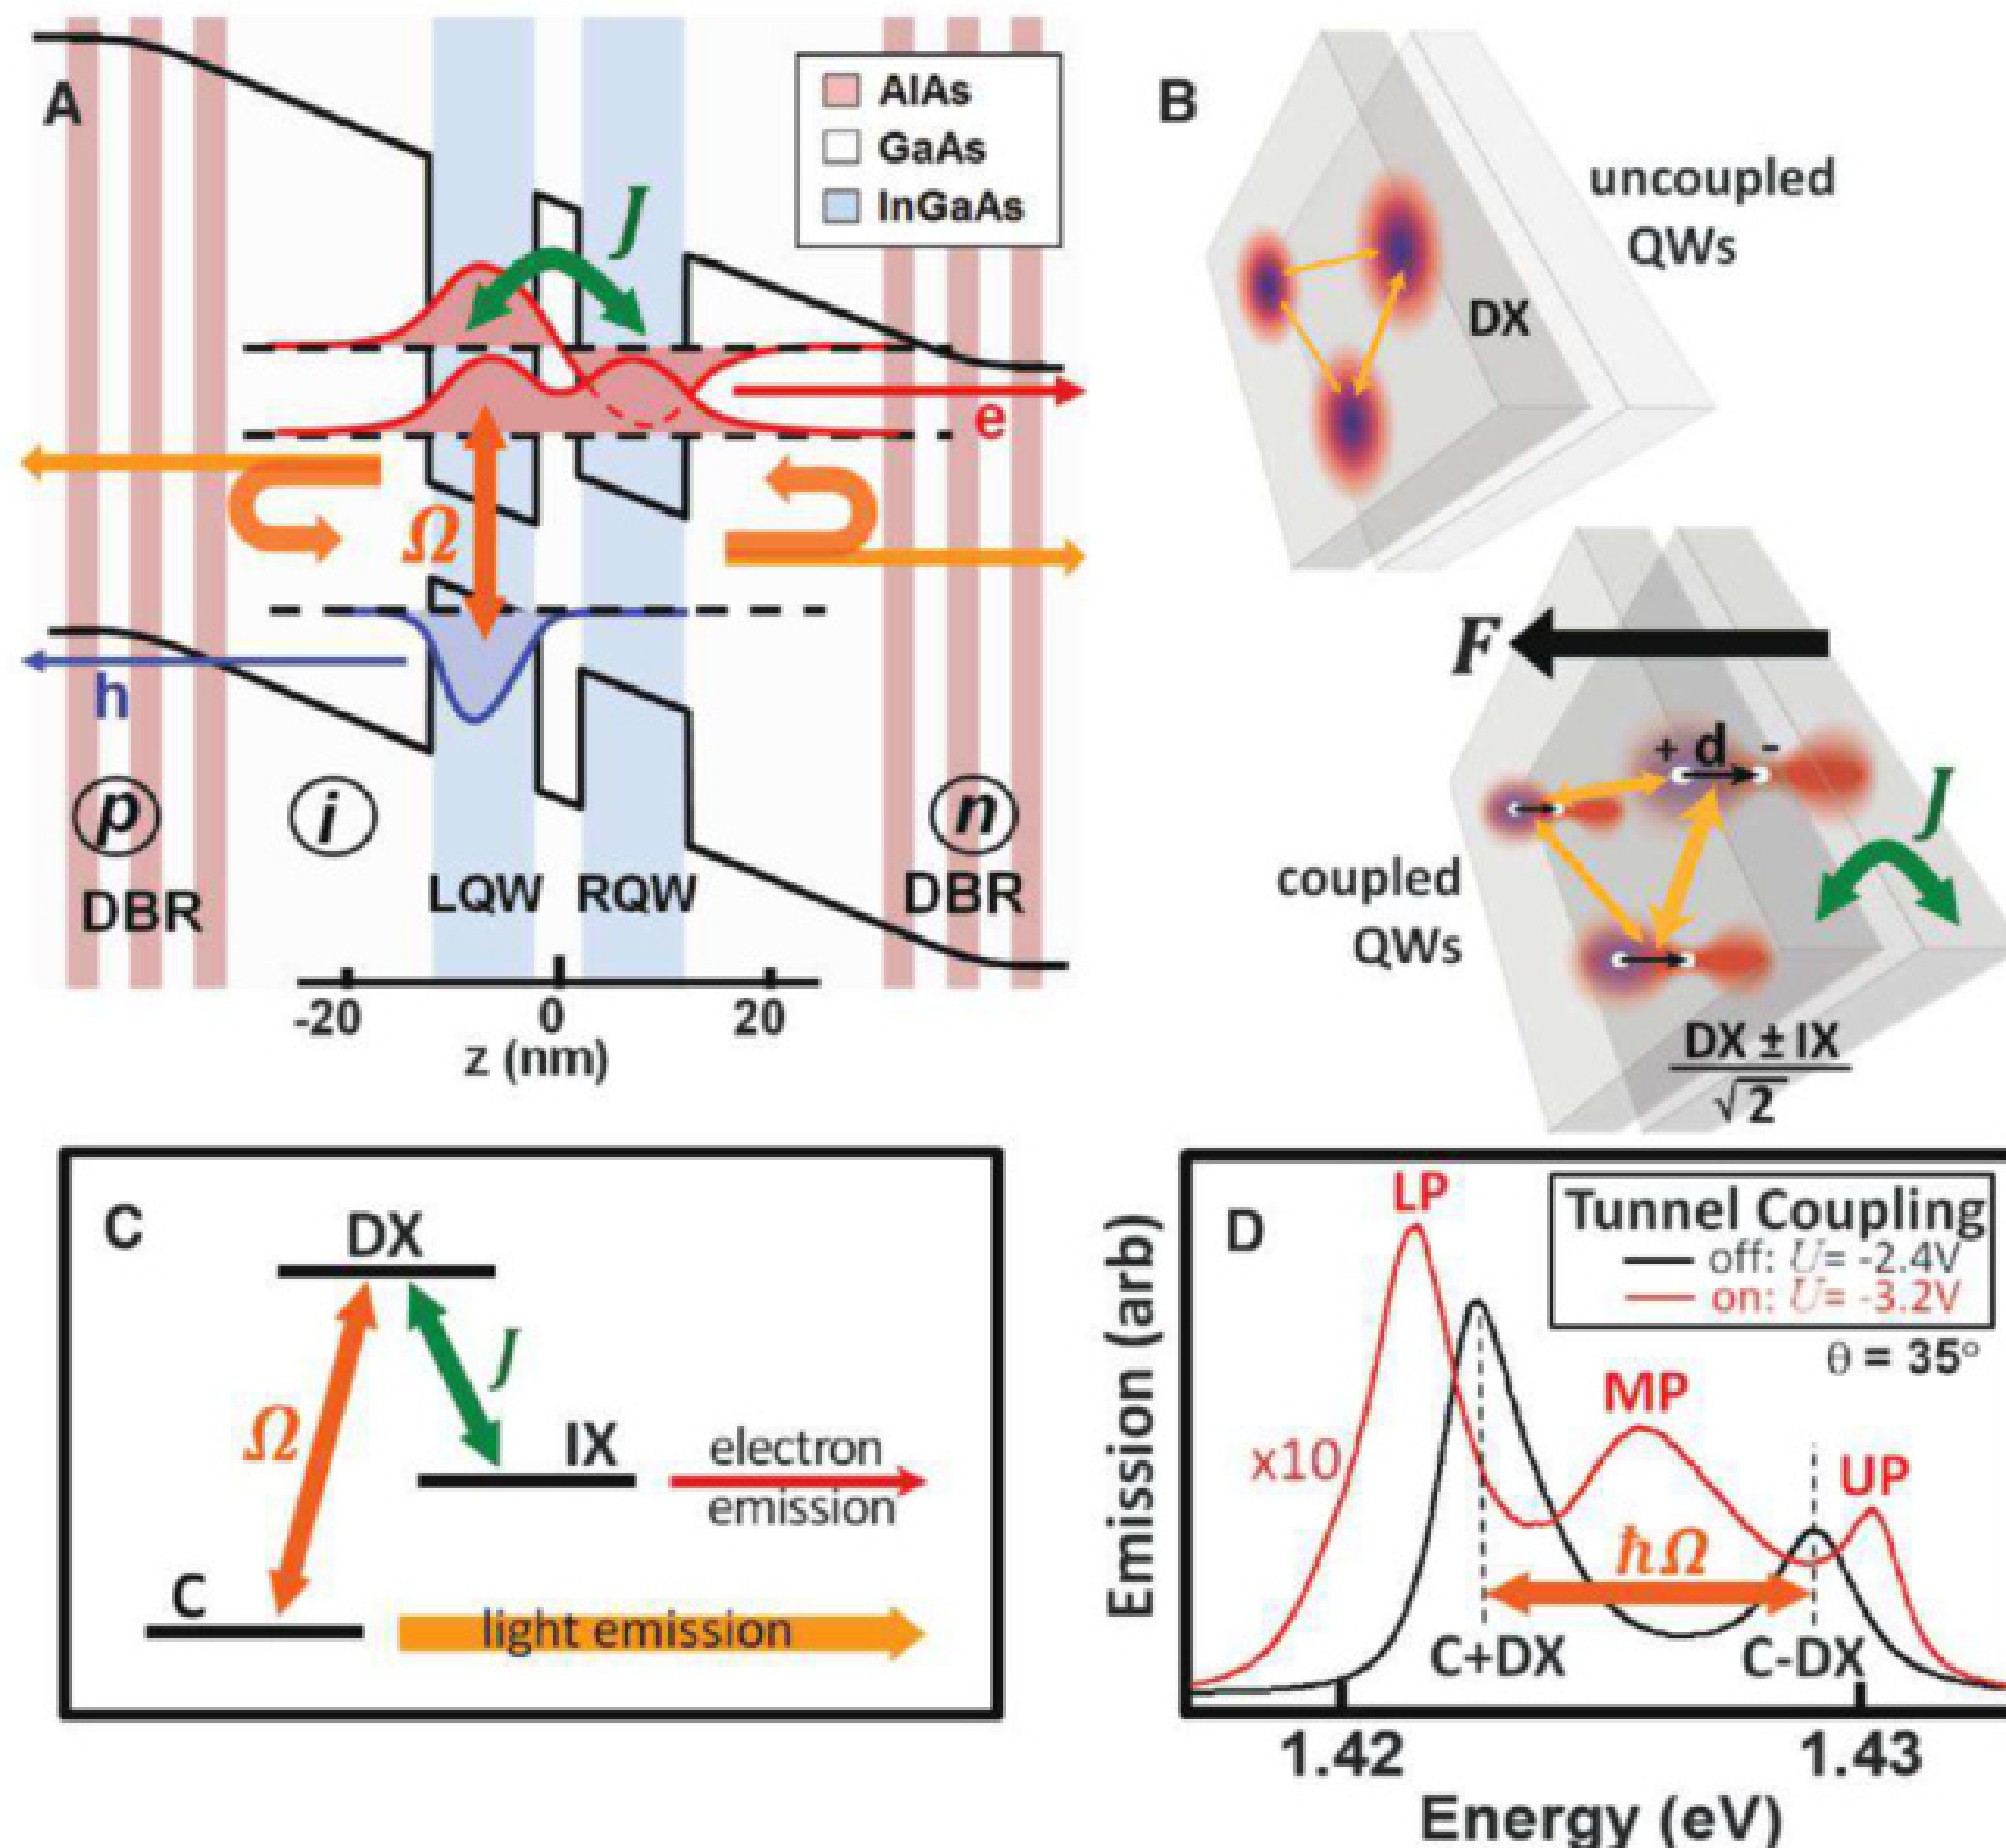 A
AlAs
GaAs
InGaAs
J
e
Ω
h
p
i
n
DBR
LQW
RQW
DBR
-20
0
20
z (nm)
B
uncoupled
QWs
DX
F
+ d -
J
coupled
QWs
DX ± IX
√2
C
DX
Ω
J
IX
electron
emission
C
light emission
D
LP
Tunnel Coupling
off: U= -2.4V
on: U= -3.2V
θ = 35°
MP
x10
UP
ħΩ
C+DX
C-DX
Emission (arb)
1.42
1.43
Energy (eV)